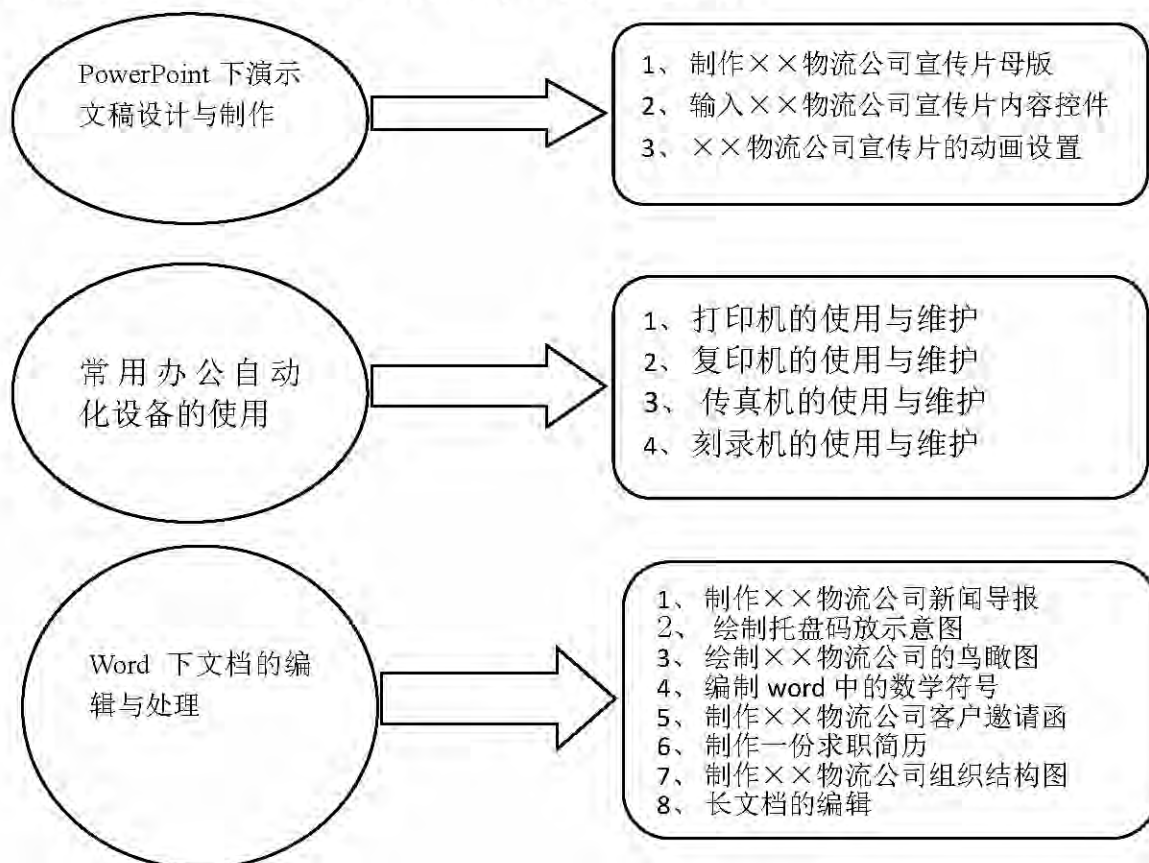 PowerPoint 下演示
文稿设计与制作
1、 制作××物流公司宣传片母版
2、 输入××物流公司宣传片内容控件
3、 ××物流公司宣传片的动画设置
常用办公自动
化设备的使用
1、 打印机的使用与维护
2、 复印机的使用与维护
3、 传真机的使用与维护
4、 刻录机的使用与维护
Word 下文档的编
辑与处理
1、 制作××物流公司新闻导报
2、 绘制托盘码放示意图
3、 绘制××物流公司的鸟瞰图
4、 编制 word 中的数学符号
5、 制作××物流公司客户邀请函
6、 制作一份求职简历
7、 制作××物流公司组织结构图
8、 长文档的编辑